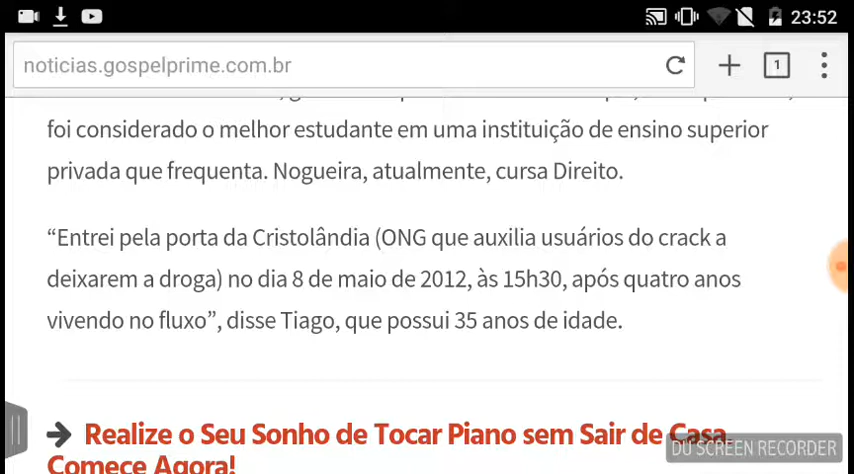 23:52
noticias.gospelprime.com.br
1
foi considerado o melhor estudante em uma instituição de ensino superior
privada que frequenta. Nogueira, atualmente, cursa Direito.
“Entrei pela porta da Cristolândia (ONG que auxilia usuários do crack a
deixarem a droga) no dia 8 de maio de 2012, às 15h30, após quatro anos
vivendo no fluxo”, disse Tiago, que possui 35 anos de idade.
Realize o Seu Sonho de Tocar Piano sem Sair de Casa.
DU SCREEN RECORDER
Comece Agora!